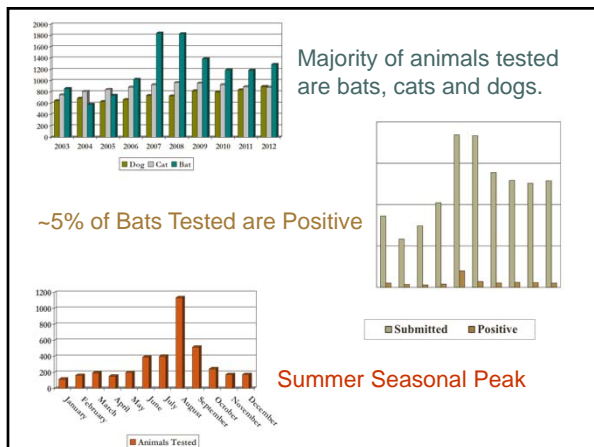 2000
1800
1600
1400
1200
1000
800
600
400
200
0
2003 2004 2005 2006 2007 2008 2009 2010 2011 2012
Dog Cat Bat
Majority of animals tested
are bats, cats and dogs.
~5% of Bats Tested are Positive
Submitted Positive
1200
1000
800
600
400
200
0
January February March April May June July August September October November December
Animals Tested
Summer Seasonal Peak